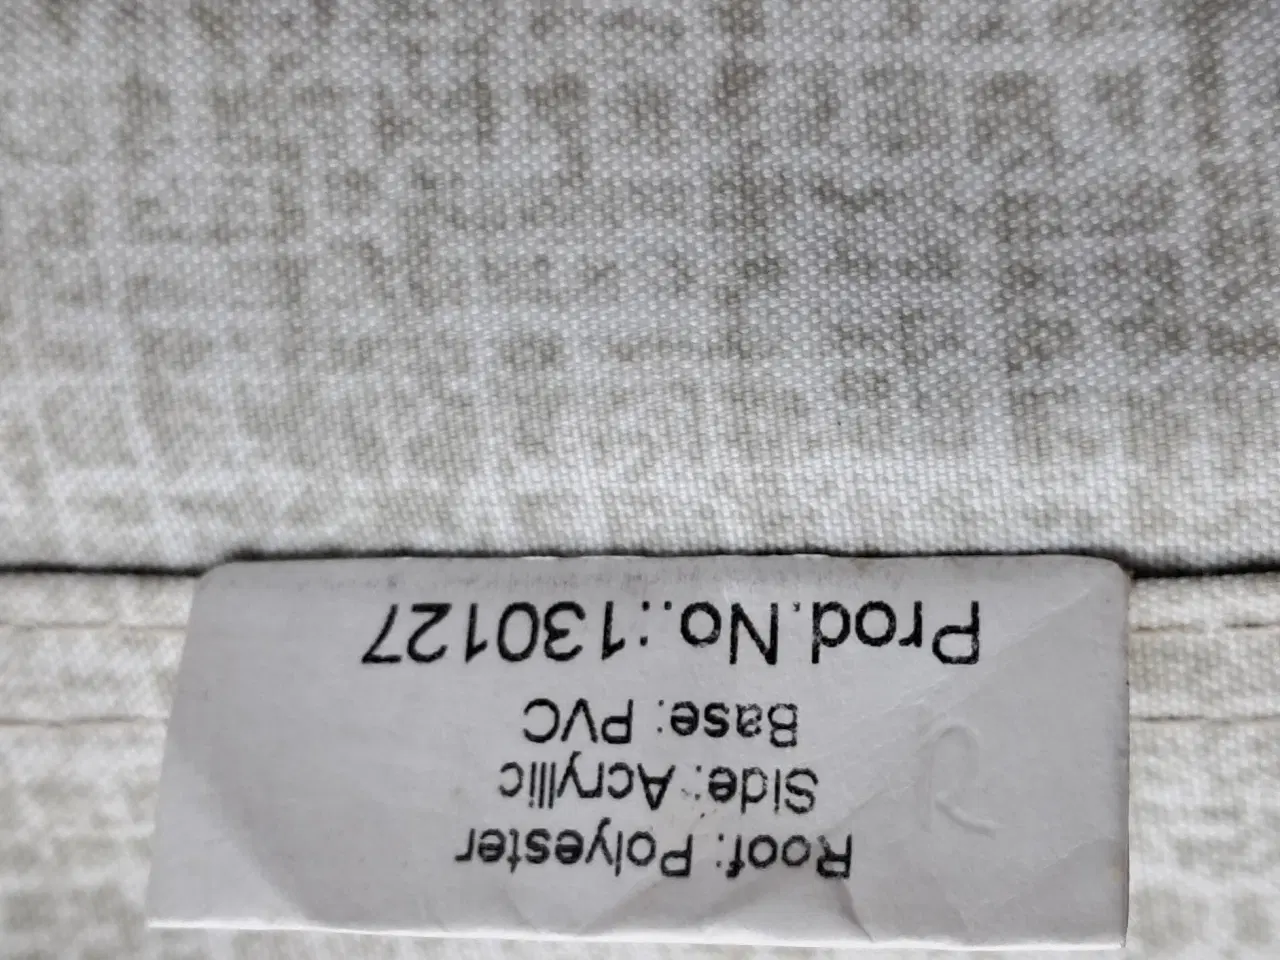 Roof: Polyester
Side: Acryllic
Base: PVC
Prod.No.:130127